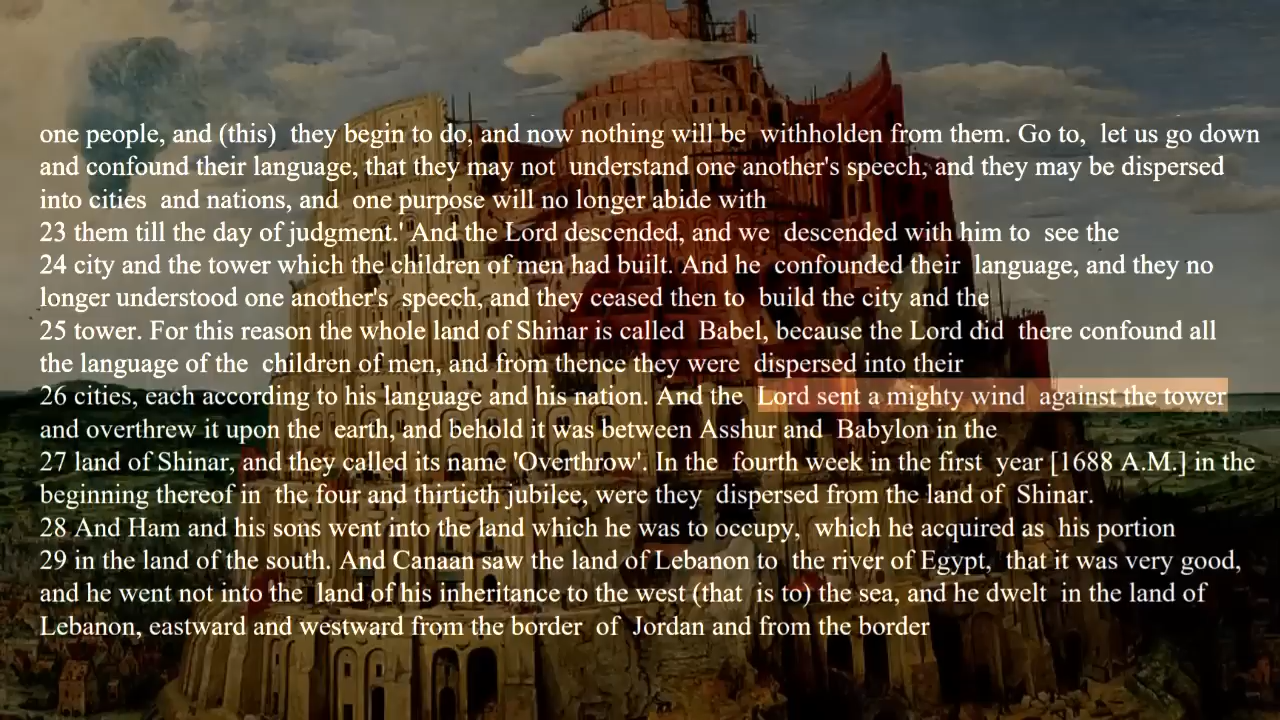 one people, and (this) they begin to do, and now nothing will be withholden from them. Go to, let us go down
and confound their language, that they may not understand one another's speech, and they may be dispersed
into cities and nations, and one purpose will no longer abide with
23 them till the day of judgment.' And the Lord descended, and we descended with him to see the
24 city and the tower which the children of men had built. And he confounded their language, and they no
longer understood one another's speech, and they ceased then to build the city and the
25 tower. For this reason the whole land of Shinar is called Babel, because the Lord did there confound all
the language of the children of men, and from thence they were dispersed into their
26 cities, each according to his language and his nation. And the Lord sent a mighty wind against the tower
and overthrew it upon the earth, and behold it was between Asshur and Babylon in the
27 land of Shinar, and they called its name 'Overthrow'. In the fourth week in the first year [1688 A.M.] in the
beginning thereof in the four and thirtieth jubilee, were they dispersed from the land of Shinar.
28 And Ham and his sons went into the land which he was to occupy, which he acquired as his portion
29 in the land of the south. And Canaan saw the land of Lebanon to the river of Egypt, that it was very good,
and he went not into the land of his inheritance to the west (that is to) the sea, and he dwelt in the land of
Lebanon, eastward and westward from the border of Jordan and from the border